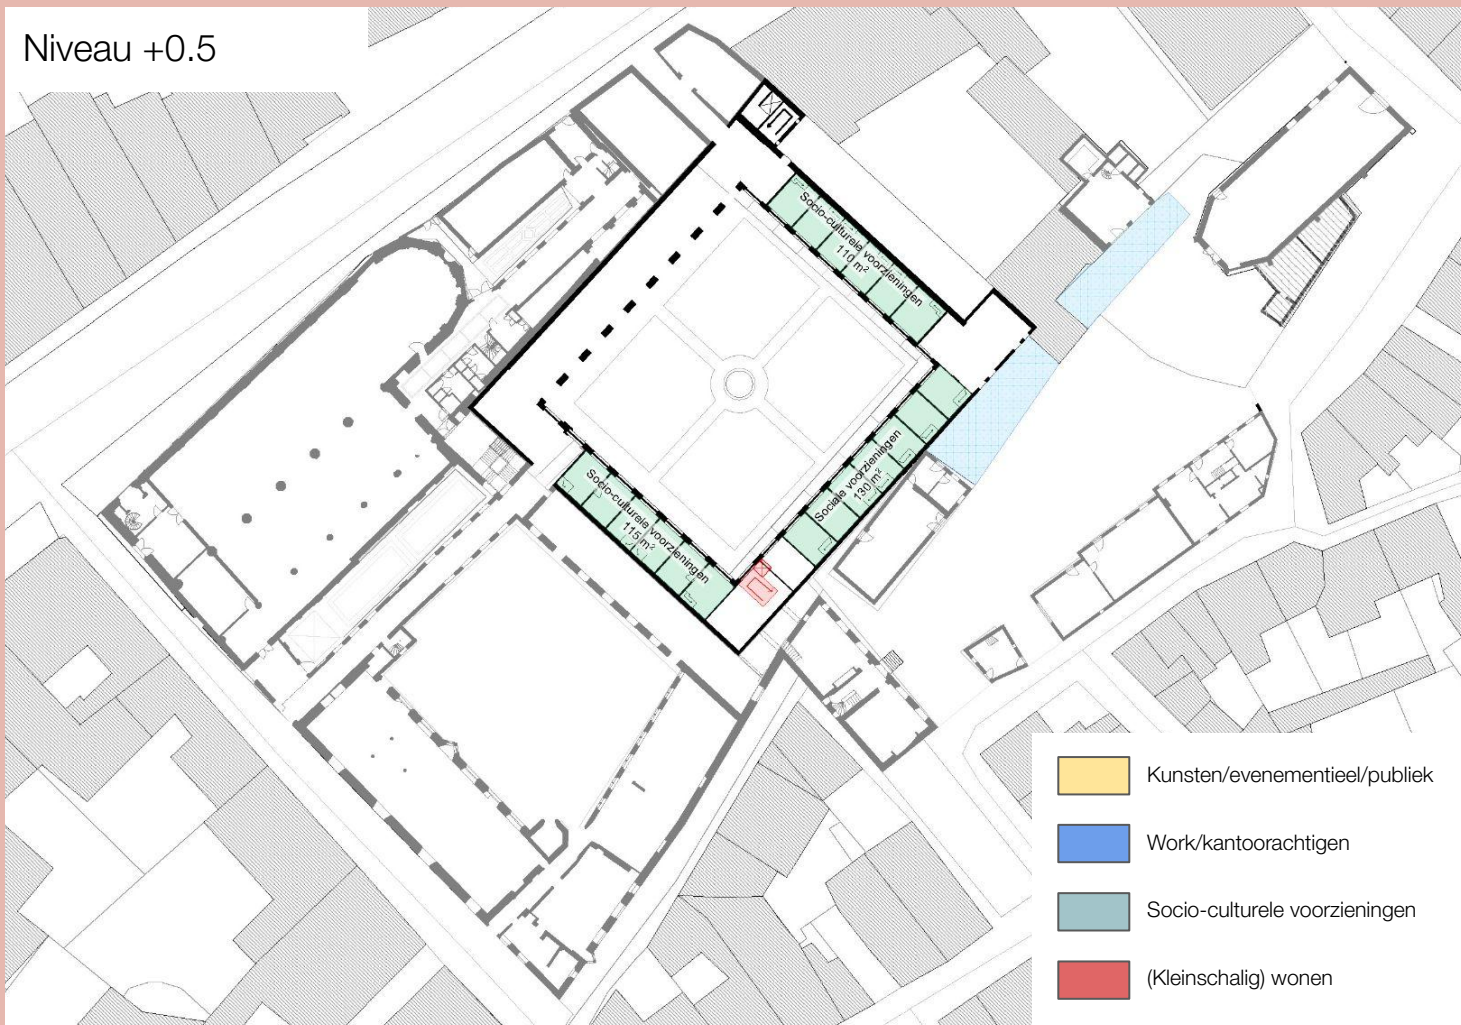 Niveau +0.5
Socio-culturele voorzieningen
110 m²
Sociale voorzieningen
130 m²
Socio-culturele voorzieningen
115 m²
Kunsten/evenementieel/publiek
Work/kantoorachtigen
Socio-culturele voorzieningen
(Kleinschalig) wonen